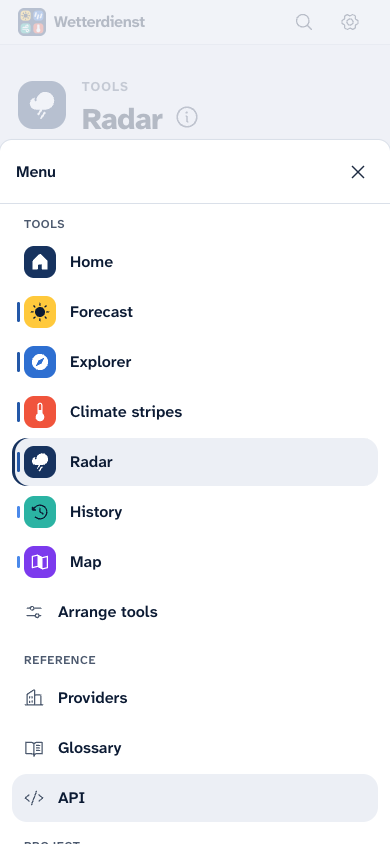 Wetterdienst
TOOLS
Radar
Menu
TOOLS
Home
Forecast
Explorer
Climate stripes
Radar
History
Map
Arrange tools
REFERENCE
Providers
Glossary
API